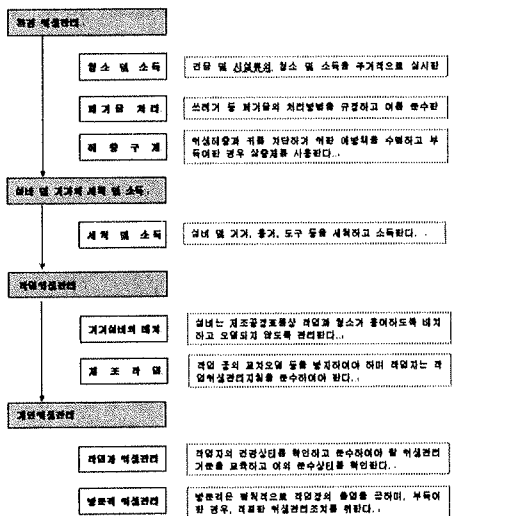 환경 위생관리
청소 및 소독
건물 및 시설류의 청소 및 소독을 주기적으로 실시한
폐기물 처리
쓰레기 등 폐기물의 처리방법을 규정하고 이를 준수한
해 충 구 제
위생해충과 쥐를 차단하기 위한 예방책을 수립하고 부
득이한 경우 살충제를 사용한다.
설비 및 기기의 세척 및 소독
세 척 및 소독
설비 및 기기, 용기, 도구 등을 세척하고 소독한다.
작업위생관리
기기설비의 배치
설비는 제조공정흐름상 작업과 청소가 용이하도록 배치
하고 오염되지 않도록 관리한다.
제 조 작 업
작업 중의 교차오염 등을 방지하여야 하며 작업자는 작
업위생관리지침을 준수하여야 한다.
개인위생관리
작업자 위생관리
작업자의 건강상태를 확인하고 준수하여야 할 위생관리
기준을 교육하고 이의 준수상태를 확인한다.
방문객 위생관리
방문객은 원칙적으로 작업장의 출입을 금하며, 부득이
한 경우, 적절한 위생관리조치를 취한다.